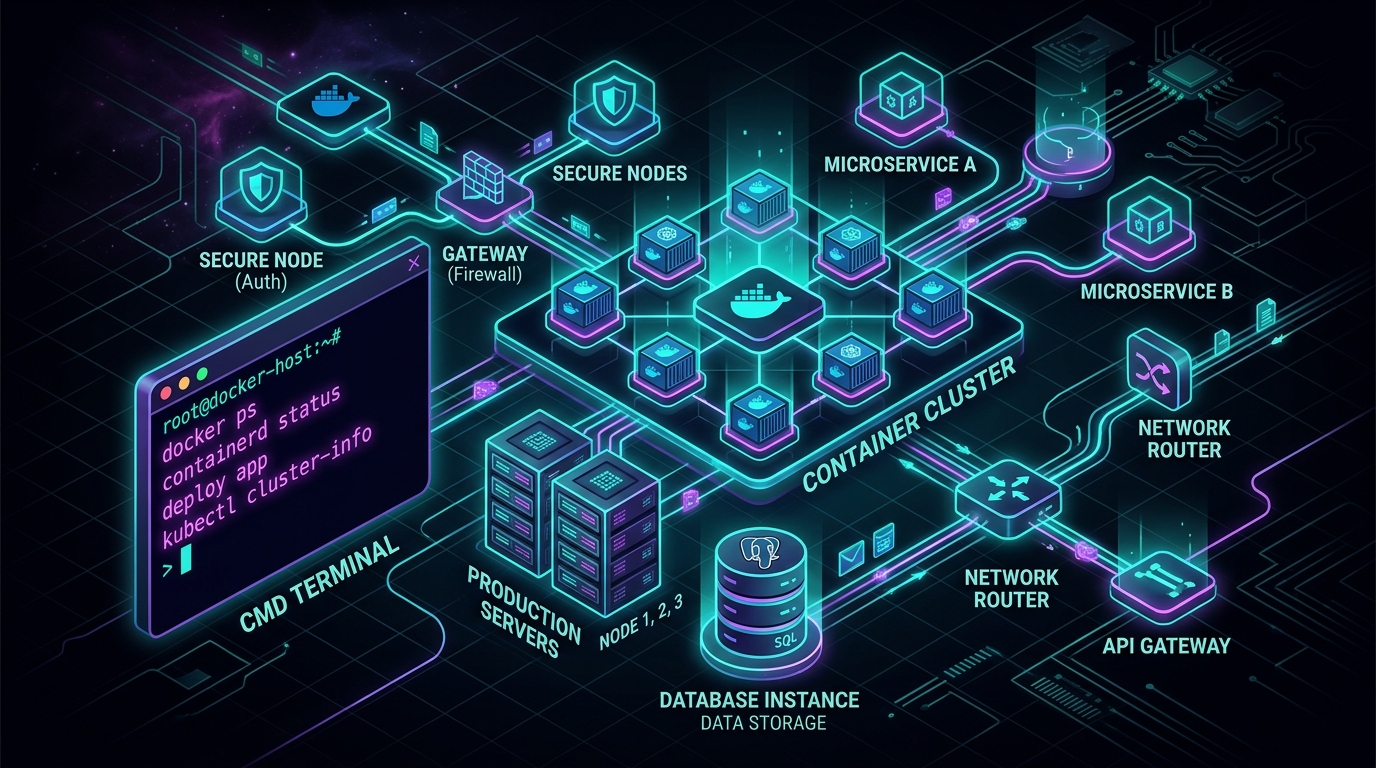 SECURE NODES
MICROSERVICE A
SECURE NODE
(Auth)
GATEWAY
(Firewall)
MICROSERVICE B
root@docker-host:~#
docker ps
containerd status
deploy app
kubectl cluster-info
>
CMD TERMINAL
CONTAINER CLUSTER
NETWORK
ROUTER
PRODUCTION
SERVERS
NODE 1, 2, 3
SQL
NETWORK
ROUTER
API GATEWAY
DATABASE INSTANCE
DATA STORAGE